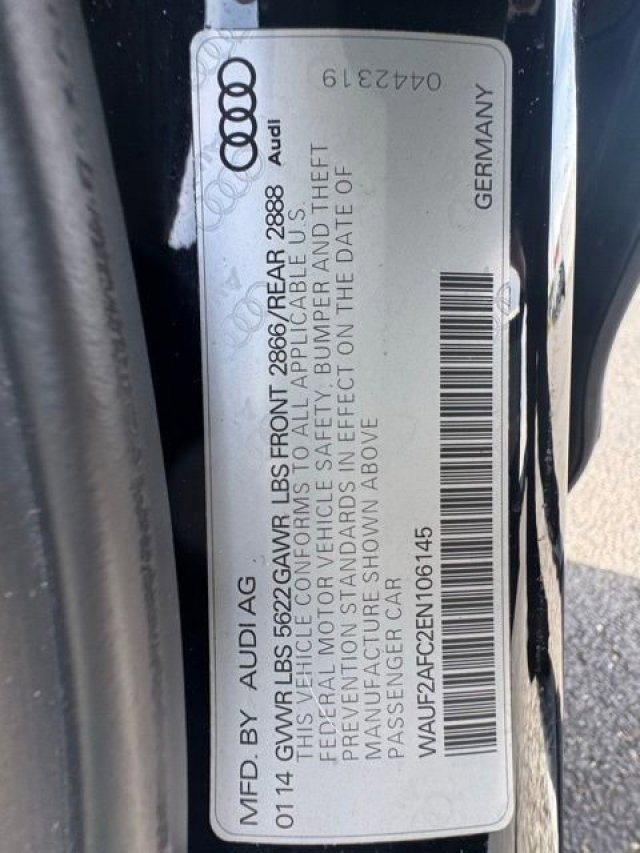 MFD. BY AUDI AG
Audi
0114 GVWR LBS 5622 GAWR LBS FRONT 2866/REAR 2888
THIS VEHICLE CONFORMS TO ALL APPLICABLE U.S.
FEDERAL MOTOR VEHICLE SAFETY, BUMPER AND THEFT
PREVENTION STANDARDS IN EFFECT ON THE DATE OF
MANUFACTURE SHOWN ABOVE
PASSENGER CAR
WAUF2AFC2EN106145
GERMANY
0442319